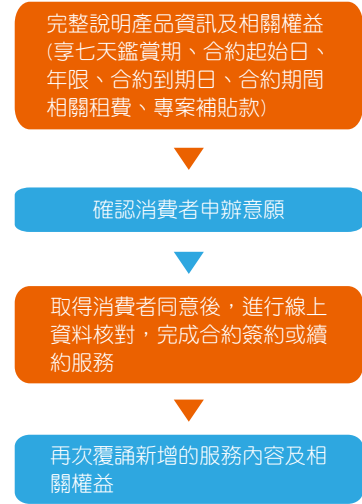 完整說明產品資訊及相關權益
(享七天鑑賞期、合約起始日、
年限、合約到期日、合約期間
相關租費、專案補貼款)
確認消費者申辦意願
取得消費者同意後，進行線上
資料核對，完成合約簽約或續
約服務
再次覆誦新增的服務內容及相
關權益